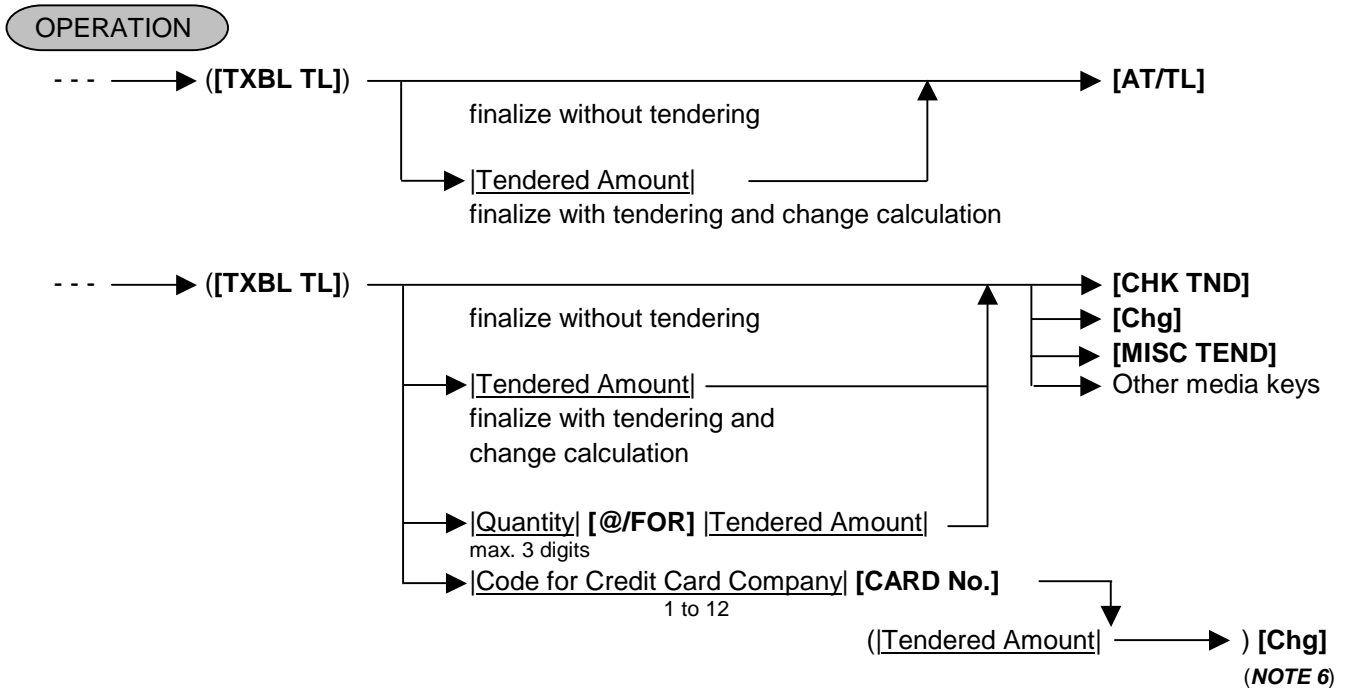 OPERATION
- - - ([TXBL TL]) [AT/TL]
finalize without tendering
|Tendered Amount|
finalize with tendering and change calculation
- - - ([TXBL TL]) [CHK TND]
finalize without tendering [Chg]
[MISC TEND]
|Tendered Amount| Other media keys
finalize with tendering and
change calculation
|Quantity| [@/FOR] |Tendered Amount|
max. 3 digits
|Code for Credit Card Company| [CARD No.]
1 to 12
(|Tendered Amount| ) [Chg]
(NOTE 6)